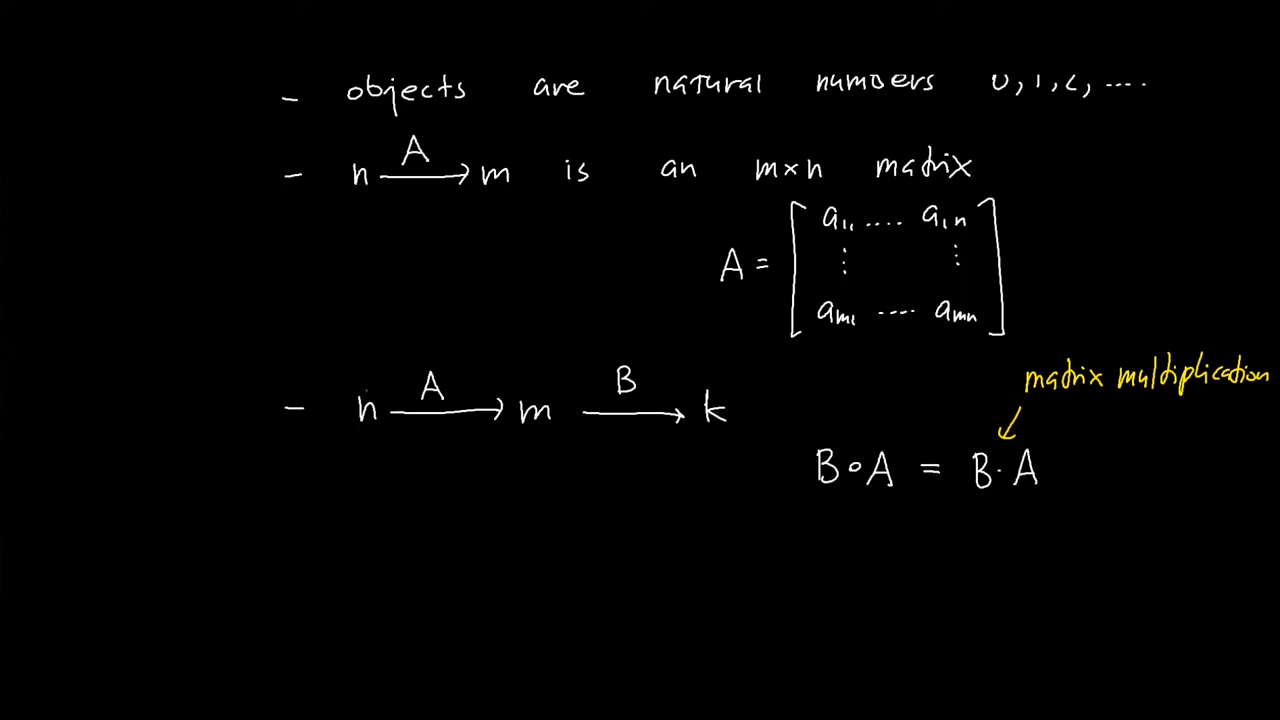 - objects are natural numbers 0, 1, 2, ....
- n A→ m is an m×n matrix
A = [ a₁₁ .... a₁n
⋮ ⋮
am₁ .... amn ]
matrix multiplication
- n A→ m B→ k
B∘A = B·A